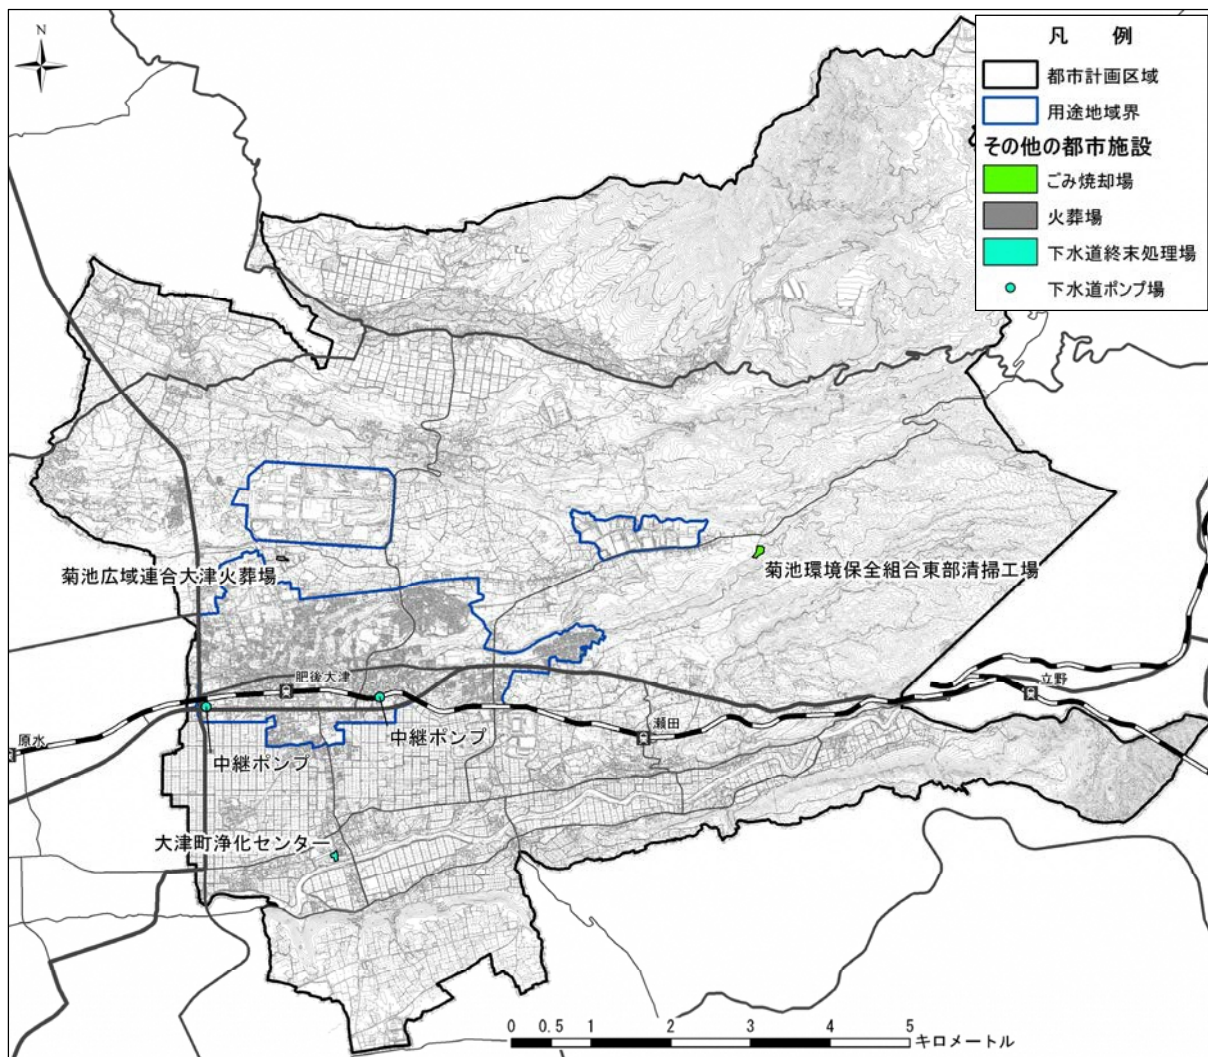 N
凡 例
都市計画区域
用途地域界
その他の都市施設
ごみ焼却場
火葬場
下水道終末処理場
下水道ポンプ場
菊池広域連合大津火葬場
菊池環境保全組合東部清掃工場
肥後大津
立野
瀬田
原水
中継ポンプ
中継ポンプ
大津町浄化センター
0 0.5 1 2 3 4 5
キロメートル